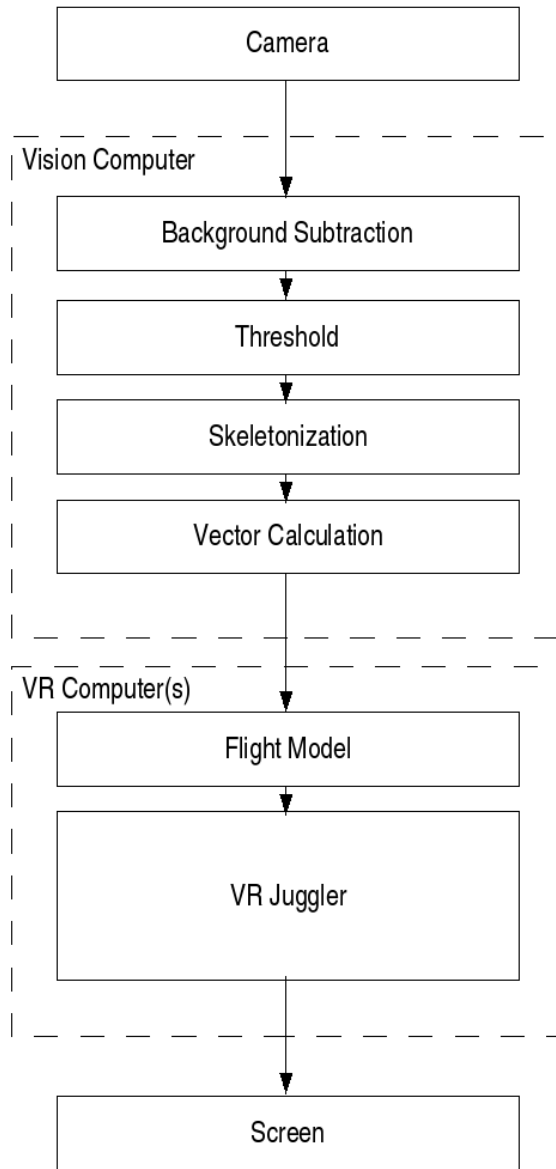 Camera
Vision Computer
Background Subtraction
Threshold
Skeletonization
Vector Calculation
VR Computer(s)
Flight Model
VR Juggler
Screen